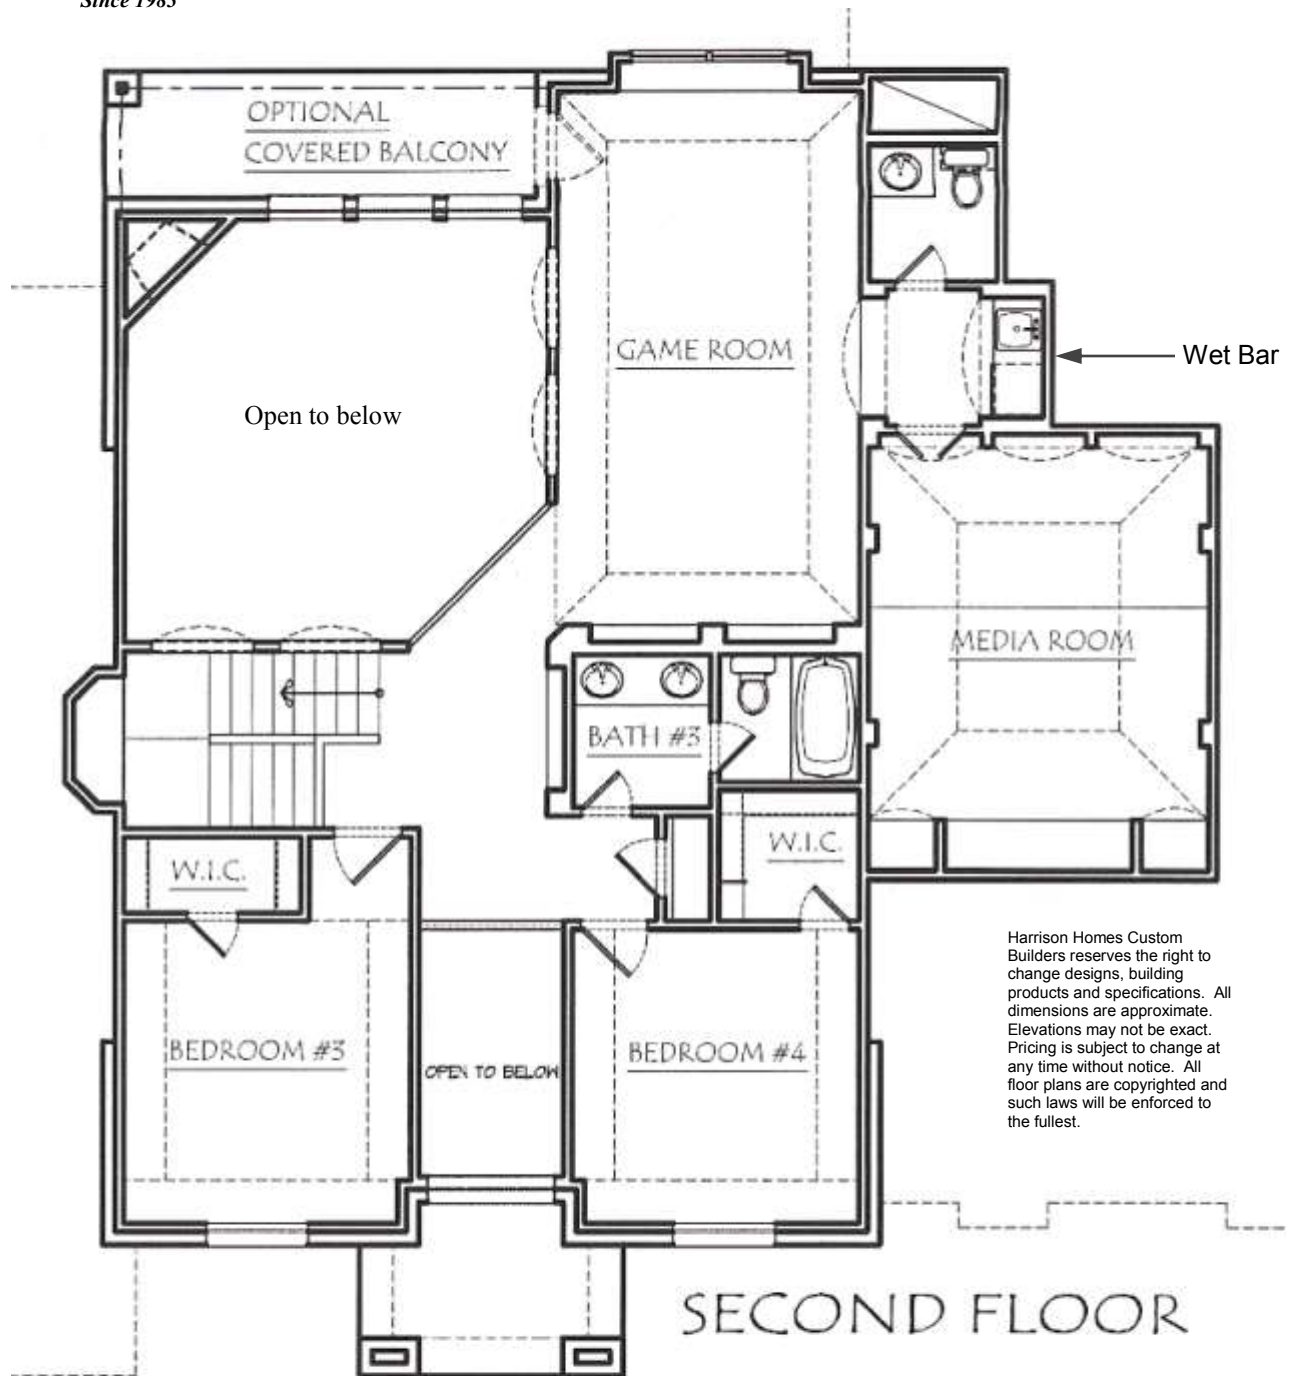 Since 1985
OPTIONAL
COVERED BALCONY
GAME ROOM
Wet Bar
Open to below
MEDIA ROOM
BATH #3
W.I.C.
W.I.C.
Harrison Homes Custom
Builders reserves the right to
change designs, building
products and specifications.  All
dimensions are approximate.
Elevations may not be exact.
Pricing is subject to change at
any time without notice.  All
floor plans are copyrighted and
such laws will be enforced to
the fullest.
BEDROOM #3
OPEN TO BELOW
BEDROOM #4
SECOND FLOOR